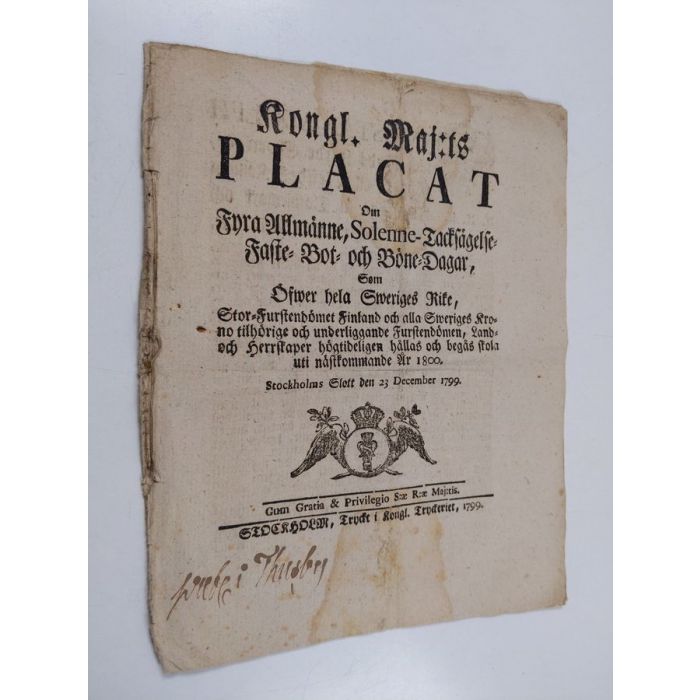 Kongl. Maj:ts
PLACAT
Om
Fyra Allmänne, Solenne-Tacksägelse-
Faste- Bot- och Böne-Dagar,
Som
Öfwer hela Sweriges Rike,
Stor-Furstendömet Finland och alla Sweriges Kro-
no tilhörige och underliggande Furstendömen, Land-
och Herrskaper högtideligen hållas och begås skola
uti nästkommande År 1800.
Stockholms Slott den 23 December 1799.
Cum Gratia & Privilegio S:æ R:æ Maj:tis.
STOCKHOLM, Tryckt i Kongl. Tryckeriet, 1799.
i